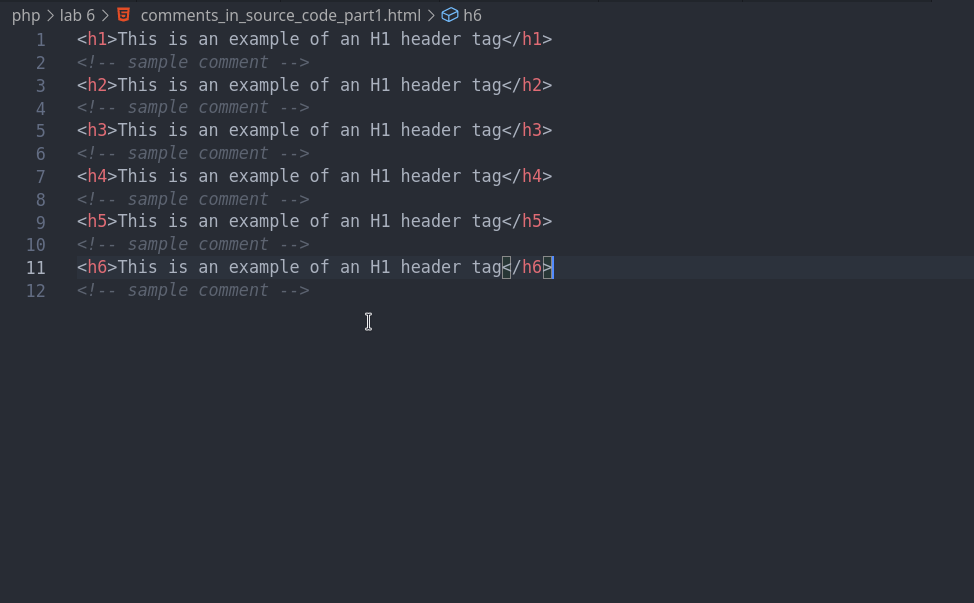 php > lab 6 > comments_in_source_code_part1.html > h6
1 <h1>This is an example of an H1 header tag</h1>
2 <!-- sample comment -->
3 <h2>This is an example of an H1 header tag</h2>
4 <!-- sample comment -->
5 <h3>This is an example of an H1 header tag</h3>
6 <!-- sample comment -->
7 <h4>This is an example of an H1 header tag</h4>
8 <!-- sample comment -->
9 <h5>This is an example of an H1 header tag</h5>
10 <!-- sample comment -->
11 <h6>This is an example of an H1 header tag</h6>
12 <!-- sample comment -->